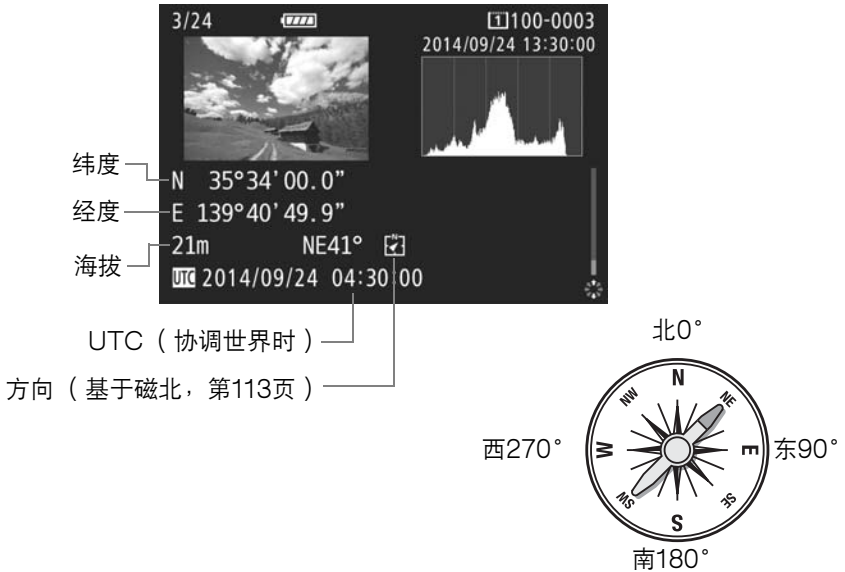 3/24
1 100-0003
2014/09/24 13:30:00
纬度
N 35°34'00.0"
经度
E 139°40'49.9"
海拔
21m NE41° N
UTC 2014/09/24 04:30:00
UTC（协调世界时）
方向（基于磁北，第113页）
北0°
N
NW
NE
西270°
W
E
东90°
SW
SE
S
南180°